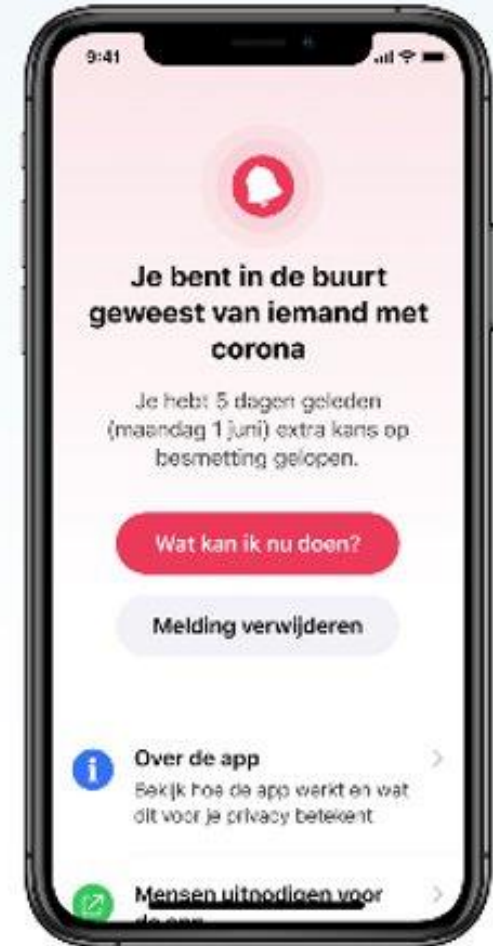 9:41
Je bent in de buurt
geweest van iemand met
corona
Je hebt 5 dagen geleden
(maandag 1 juni) extra kans op
besmetting gelopen.
Wat kan ik nu doen?
Melding verwijderen
Over de app
Bekijk hoe de app werkt en wat
dit voor je privacy betekent
Mensen uitnodigen voor
de app